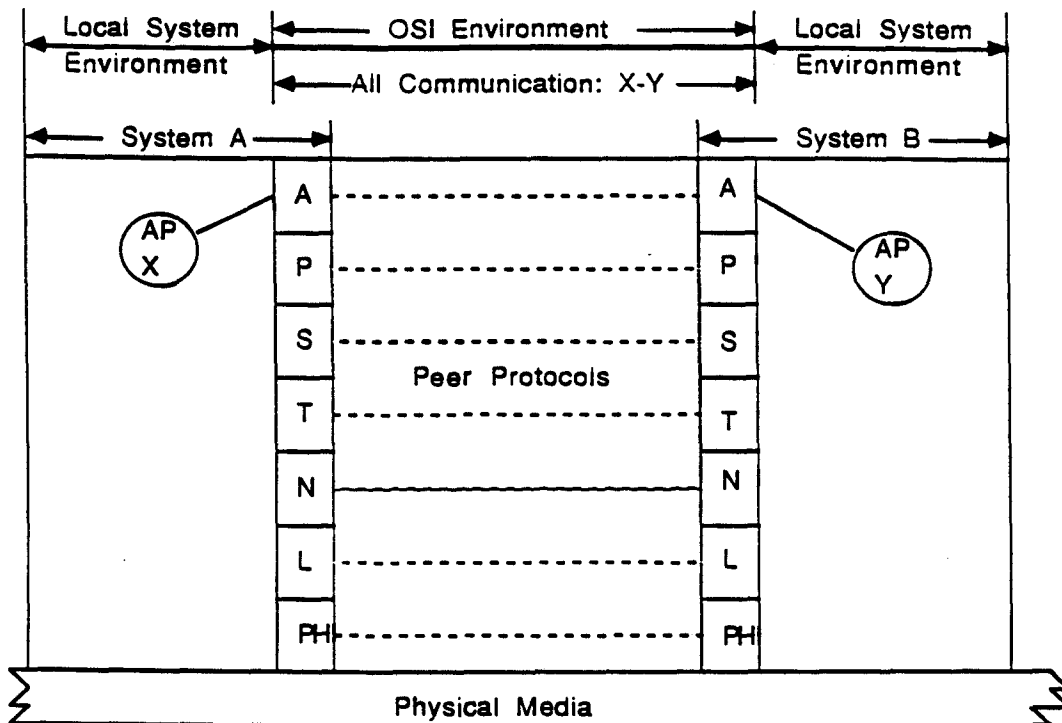 Local System
Environment
OSI Environment
Local System
Environment
All Communication: X-Y
System A
System B
A
A
AP
X
AP
Y
P
P
S
S
Peer Protocols
T
T
N
N
L
L
PH
PH
Physical Media